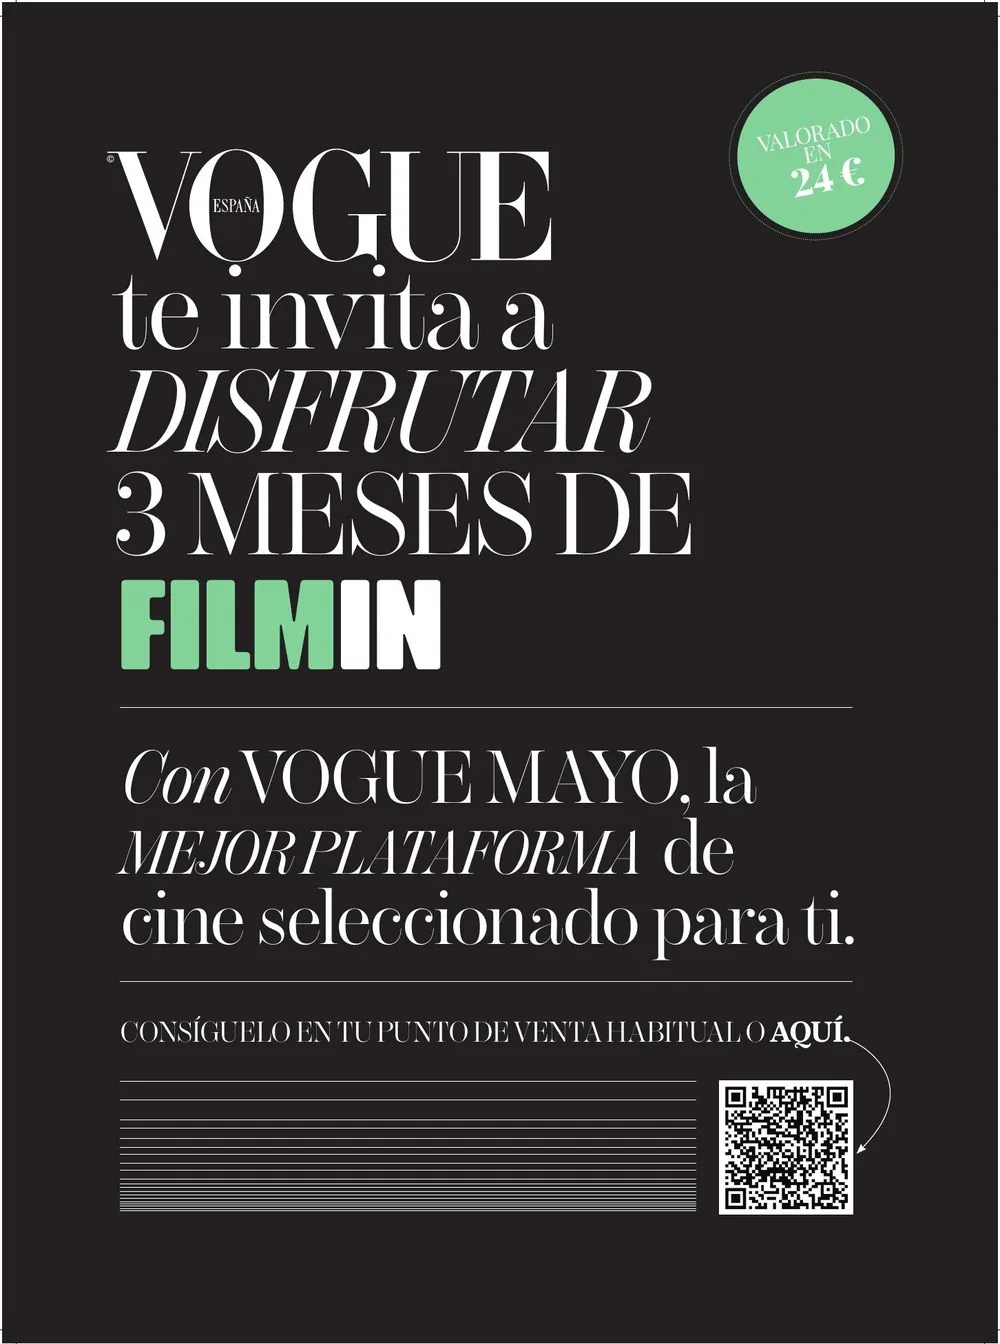 VALORADO
EN
24 €
©
VOGUE
ESPAÑA
te invita a
DISFRUTAR
3 MESES DE
FILMIN
Con VOGUE MAYO, la
MEJOR PLATAFORMA de
cine seleccionado para ti.
CONSÍGUELO EN TU PUNTO DE VENTA HABITUAL O AQUÍ.